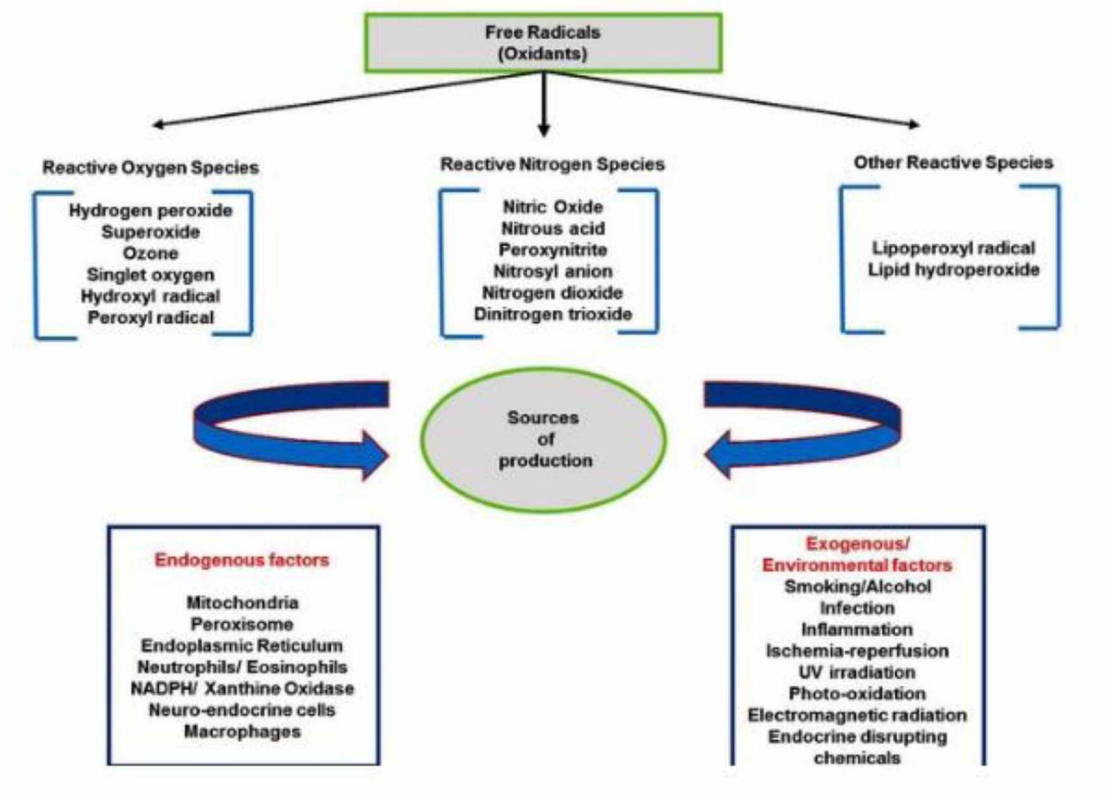 Free Radicals
(Oxidants)
Reactive Oxygen Species
Hydrogen peroxide
Superoxide
Ozone
Singlet oxygen
Hydroxyl radical
Peroxyl radical
Reactive Nitrogen Species
Nitric Oxide
Nitrous acid
Peroxynitrite
Nitrosyl anion
Nitrogen dioxide
Dinitrogen trioxide
Other Reactive Species
Lipoperoxyl radical
Lipid hydroperoxide
Sources
of
production
Endogenous factors
Mitochondria
Peroxisome
Endoplasmic Reticulum
Neutrophils/ Eosinophils
NADPH/ Xanthine Oxidase
Neuro-endocrine cells
Macrophages
Exogenous/
Environmental factors
Smoking/Alcohol
Infection
Inflammation
Ischemia-reperfusion
UV irradiation
Photo-oxidation
Electromagnetic radiation
Endocrine disrupting
chemicals